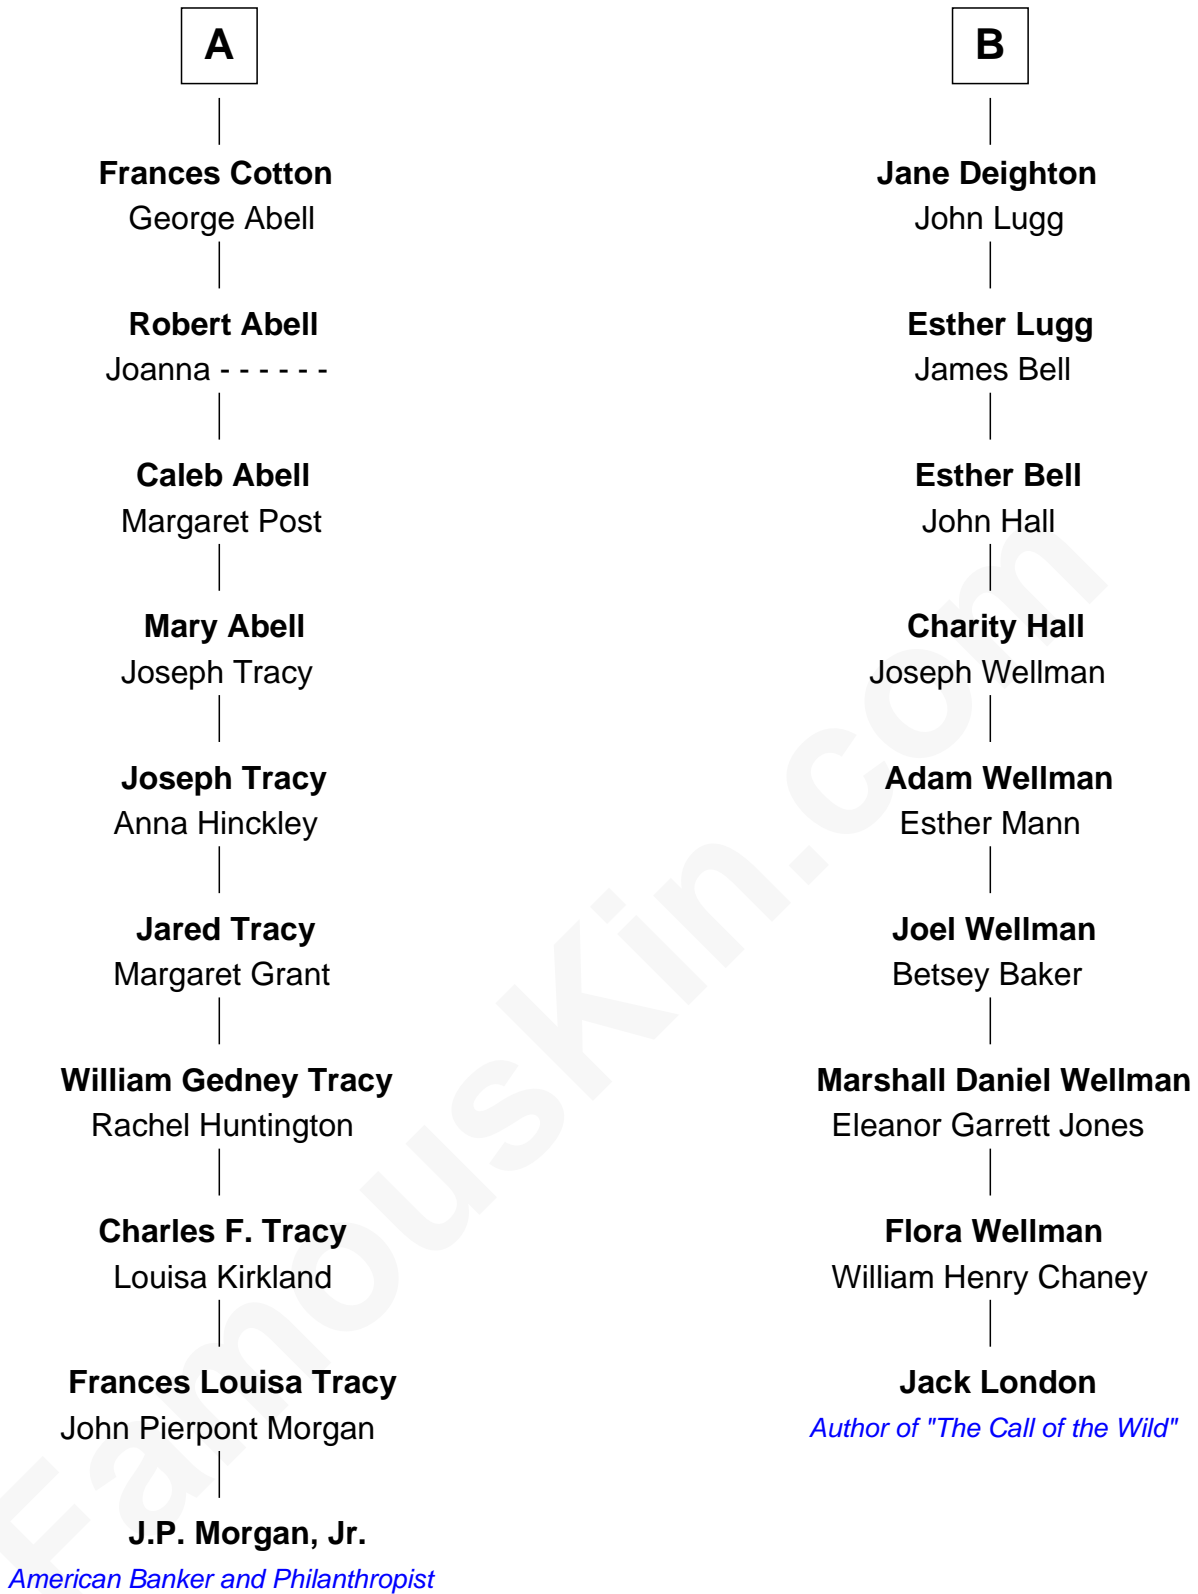 A
Frances Cotton
George Abell
Robert Abell
Joanna - - - - - -
Caleb Abell
Margaret Post
Mary Abell
Joseph Tracy
Joseph Tracy
Anna Hinckley
Jared Tracy
Margaret Grant
William Gedney Tracy
Rachel Huntington
Charles F. Tracy
Louisa Kirkland
Frances Louisa Tracy
John Pierpont Morgan
J.P. Morgan, Jr.
American Banker and Philanthropist
B
Jane Deighton
John Lugg
Esther Lugg
James Bell
Esther Bell
John Hall
Charity Hall
Joseph Wellman
Adam Wellman
Esther Mann
Joel Wellman
Betsey Baker
Marshall Daniel Wellman
Eleanor Garrett Jones
Flora Wellman
William Henry Chaney
Jack London
Author of "The Call of the Wild"
FamousKin.com